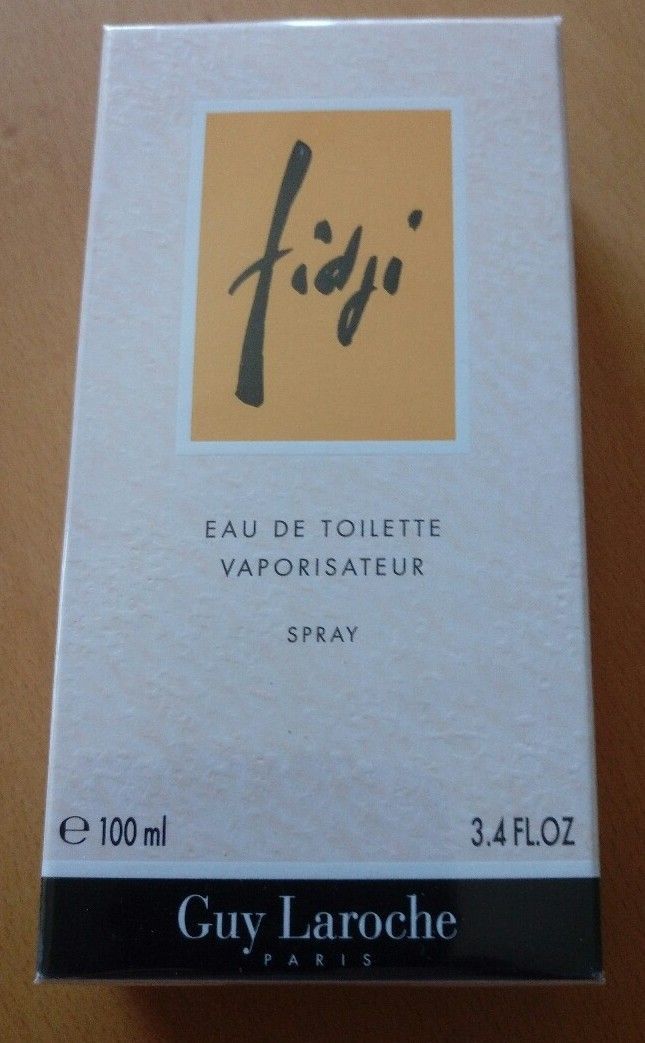 fidji
EAU DE TOILETTE
VAPORISATEUR
SPRAY
℮ 100 ml 3.4 FL.OZ
Guy Laroche
PARIS